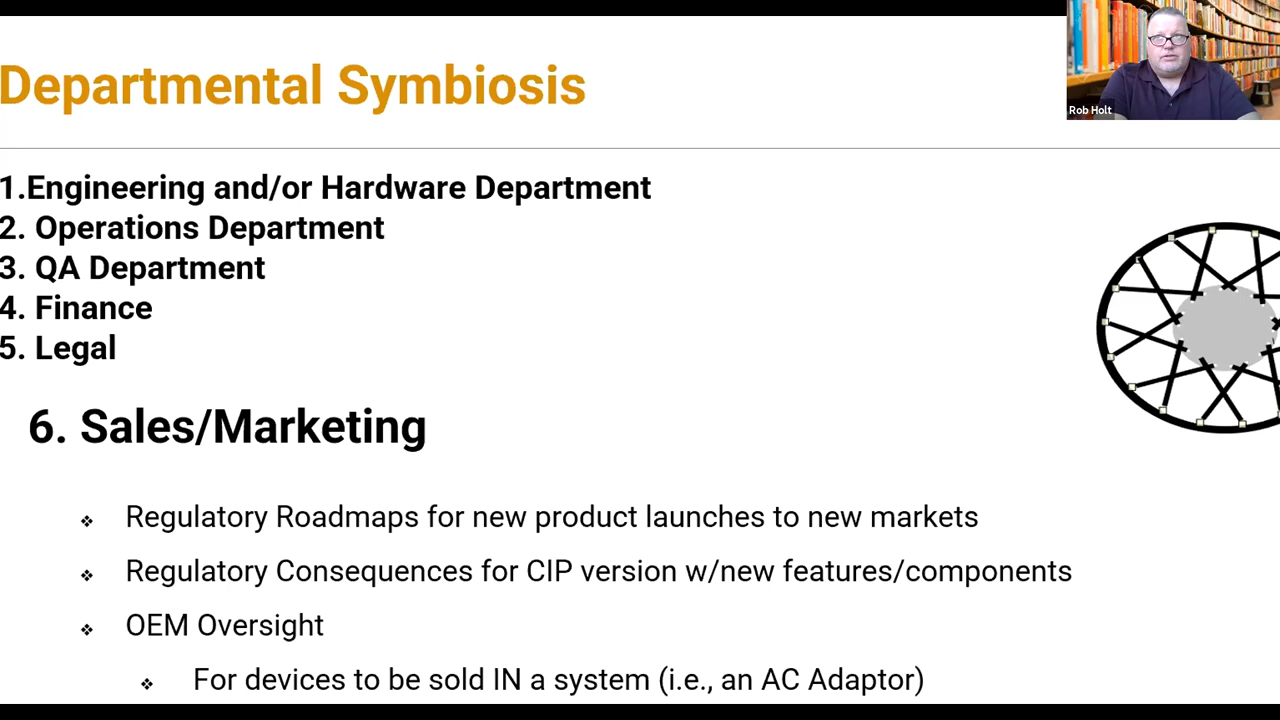 Departmental Symbiosis
Rob Holt
1.Engineering and/or Hardware Department
2. Operations Department
3. QA Department
4. Finance
5. Legal
6. Sales/Marketing
❖ Regulatory Roadmaps for new product launches to new markets
❖ Regulatory Consequences for CIP version w/new features/components
❖ OEM Oversight
❖ For devices to be sold IN a system (i.e., an AC Adaptor)